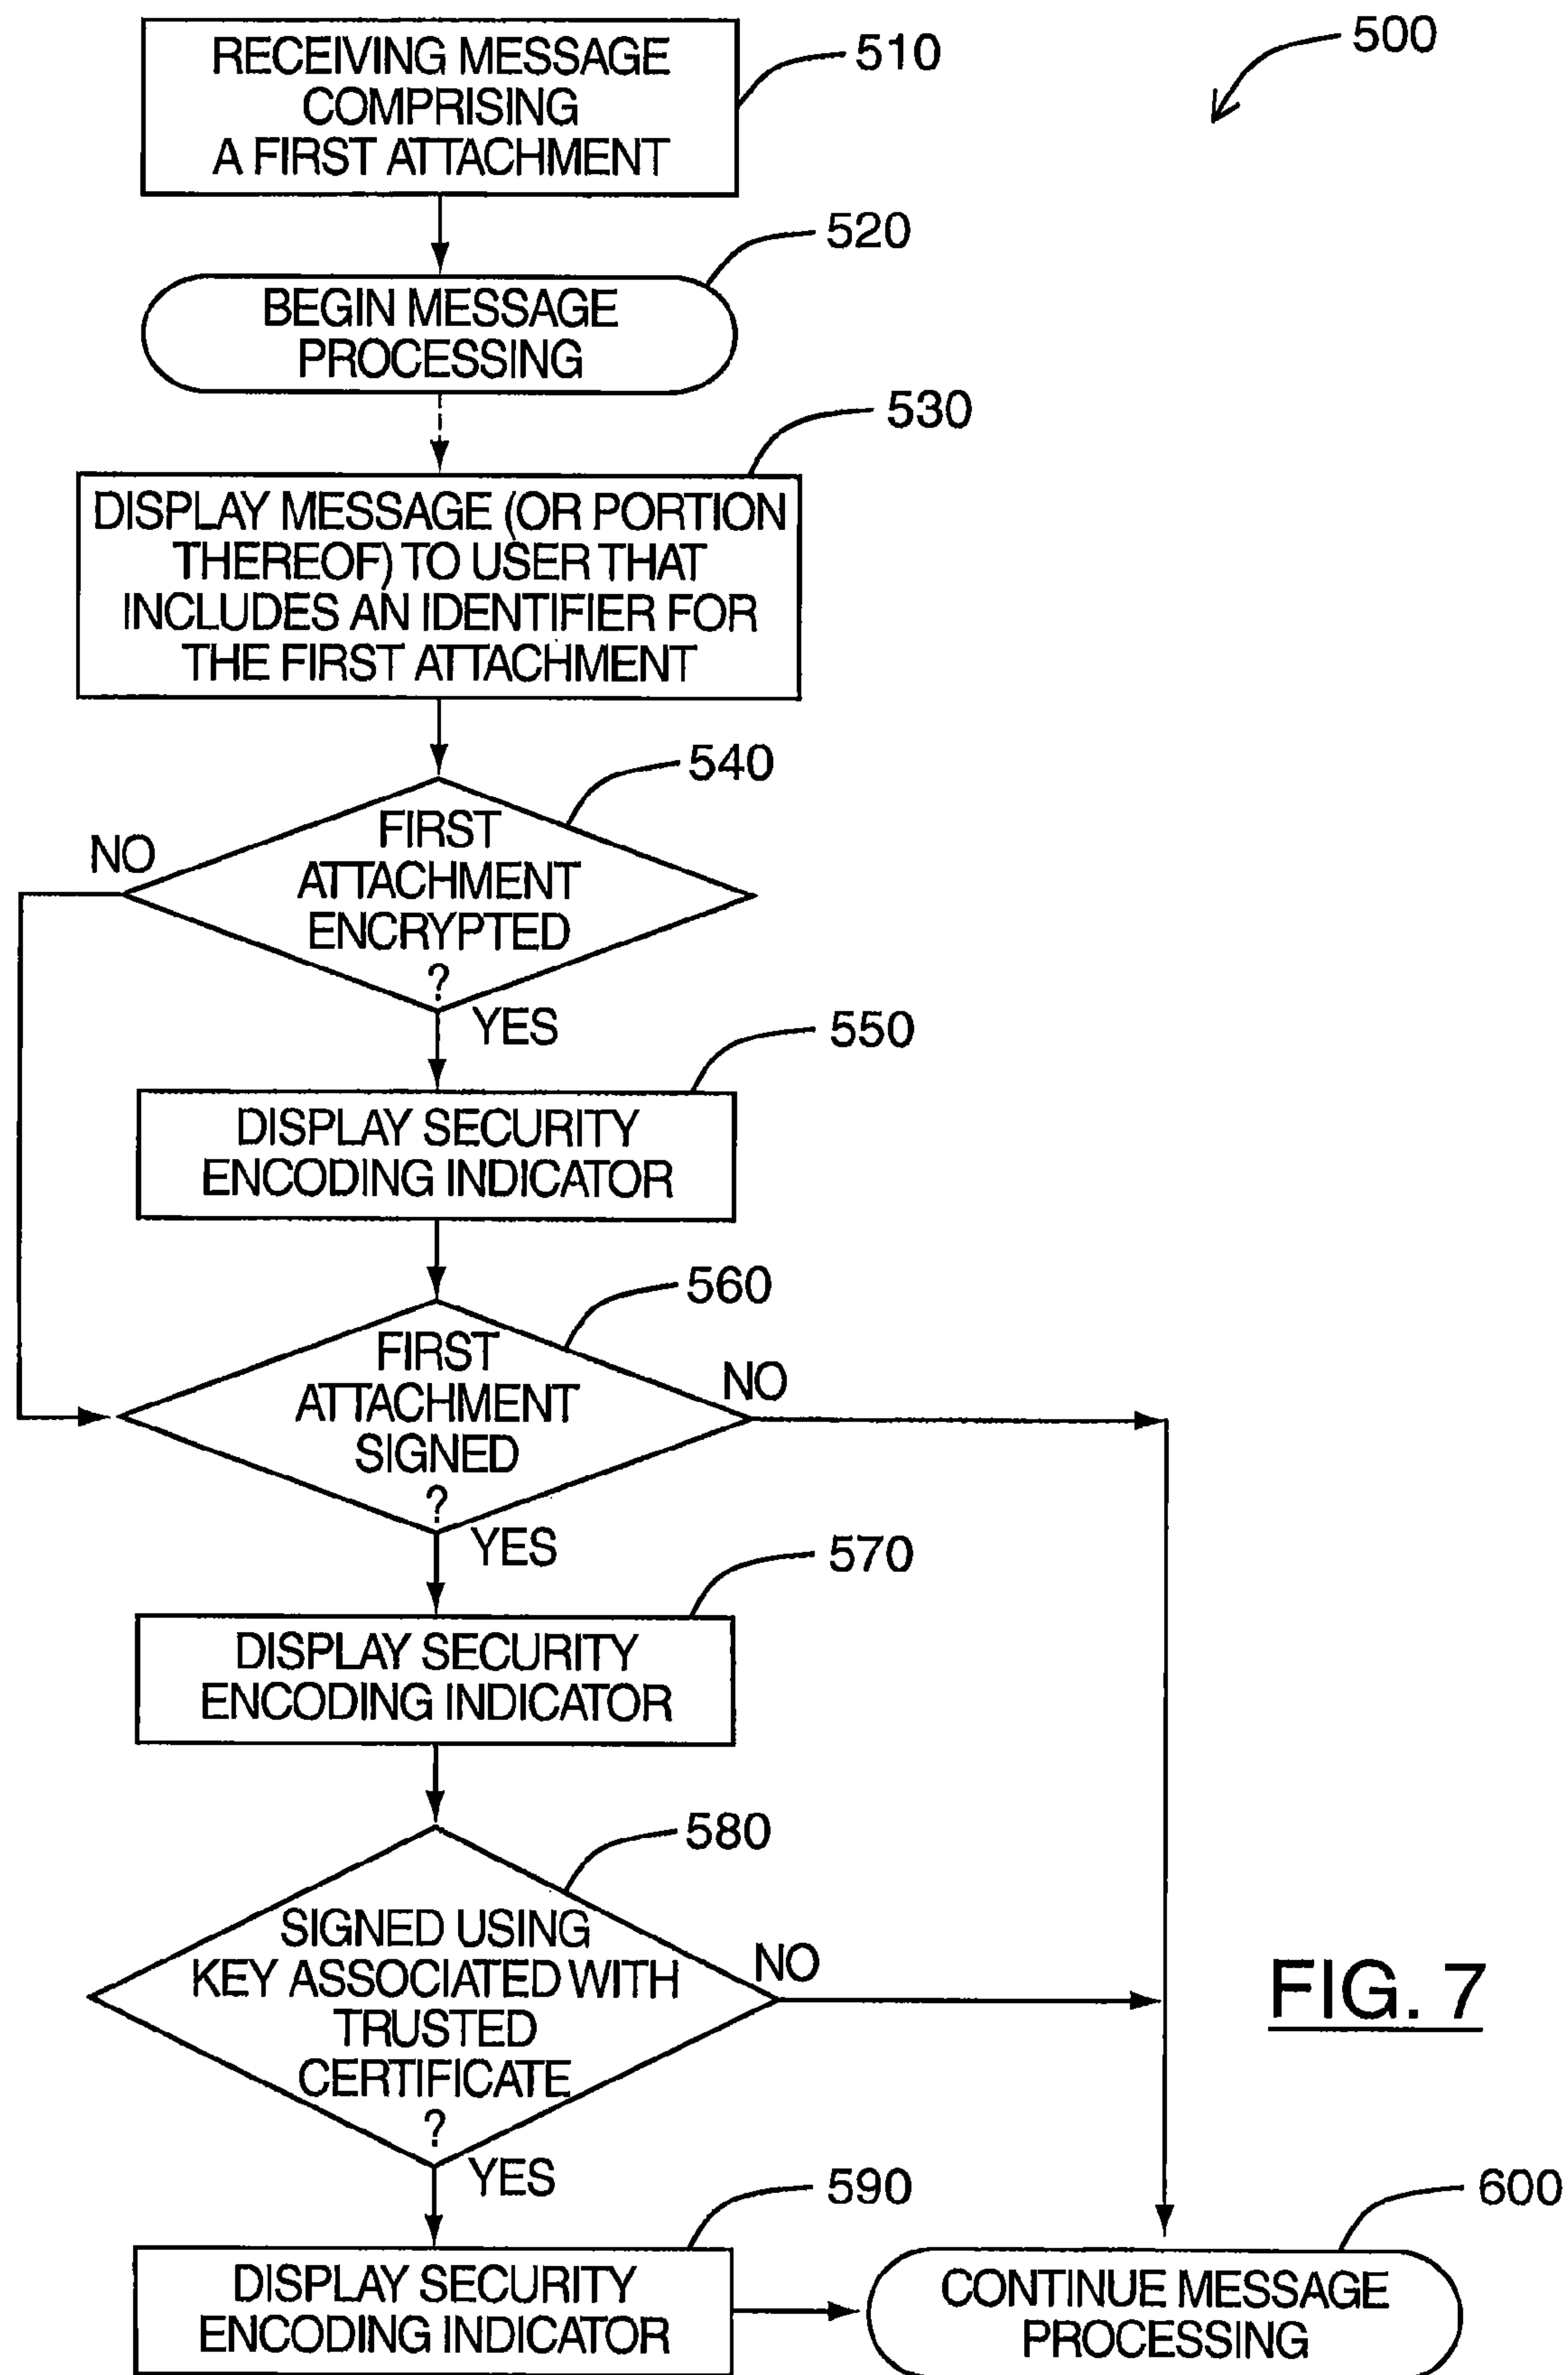 500
RECEIVING MESSAGE
COMPRISING
A FIRST ATTACHMENT
510
BEGIN MESSAGE
PROCESSING
520
DISPLAY MESSAGE (OR PORTION
THEREOF) TO USER THAT
INCLUDES AN IDENTIFIER FOR
THE FIRST ATTACHMENT
530
FIRST
ATTACHMENT
ENCRYPTED
?
540
NO
YES
DISPLAY SECURITY
ENCODING INDICATOR
550
FIRST
ATTACHMENT
SIGNED
?
560
NO
YES
DISPLAY SECURITY
ENCODING INDICATOR
570
SIGNED USING
KEY ASSOCIATED WITH
TRUSTED
CERTIFICATE
?
580
NO
YES
DISPLAY SECURITY
ENCODING INDICATOR
590
CONTINUE MESSAGE
PROCESSING
600
FIG. 7